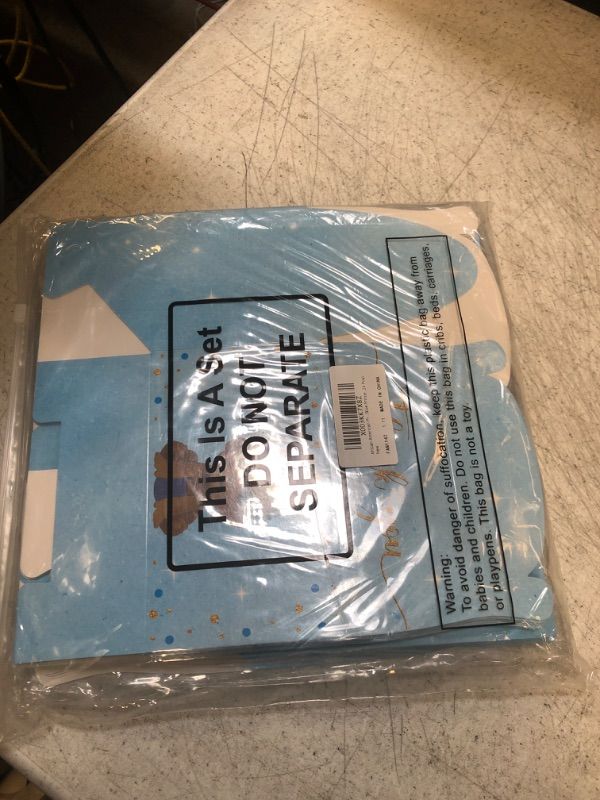 This Is A Set
DO NOT
SEPARATE
New
MADE IN CHINA
Warning:
To avoid danger of suffocation, keep this plastic bag away from
babies and children. Do not use this bag in cribs, beds, carriages,
or playpens. This bag is not a toy.